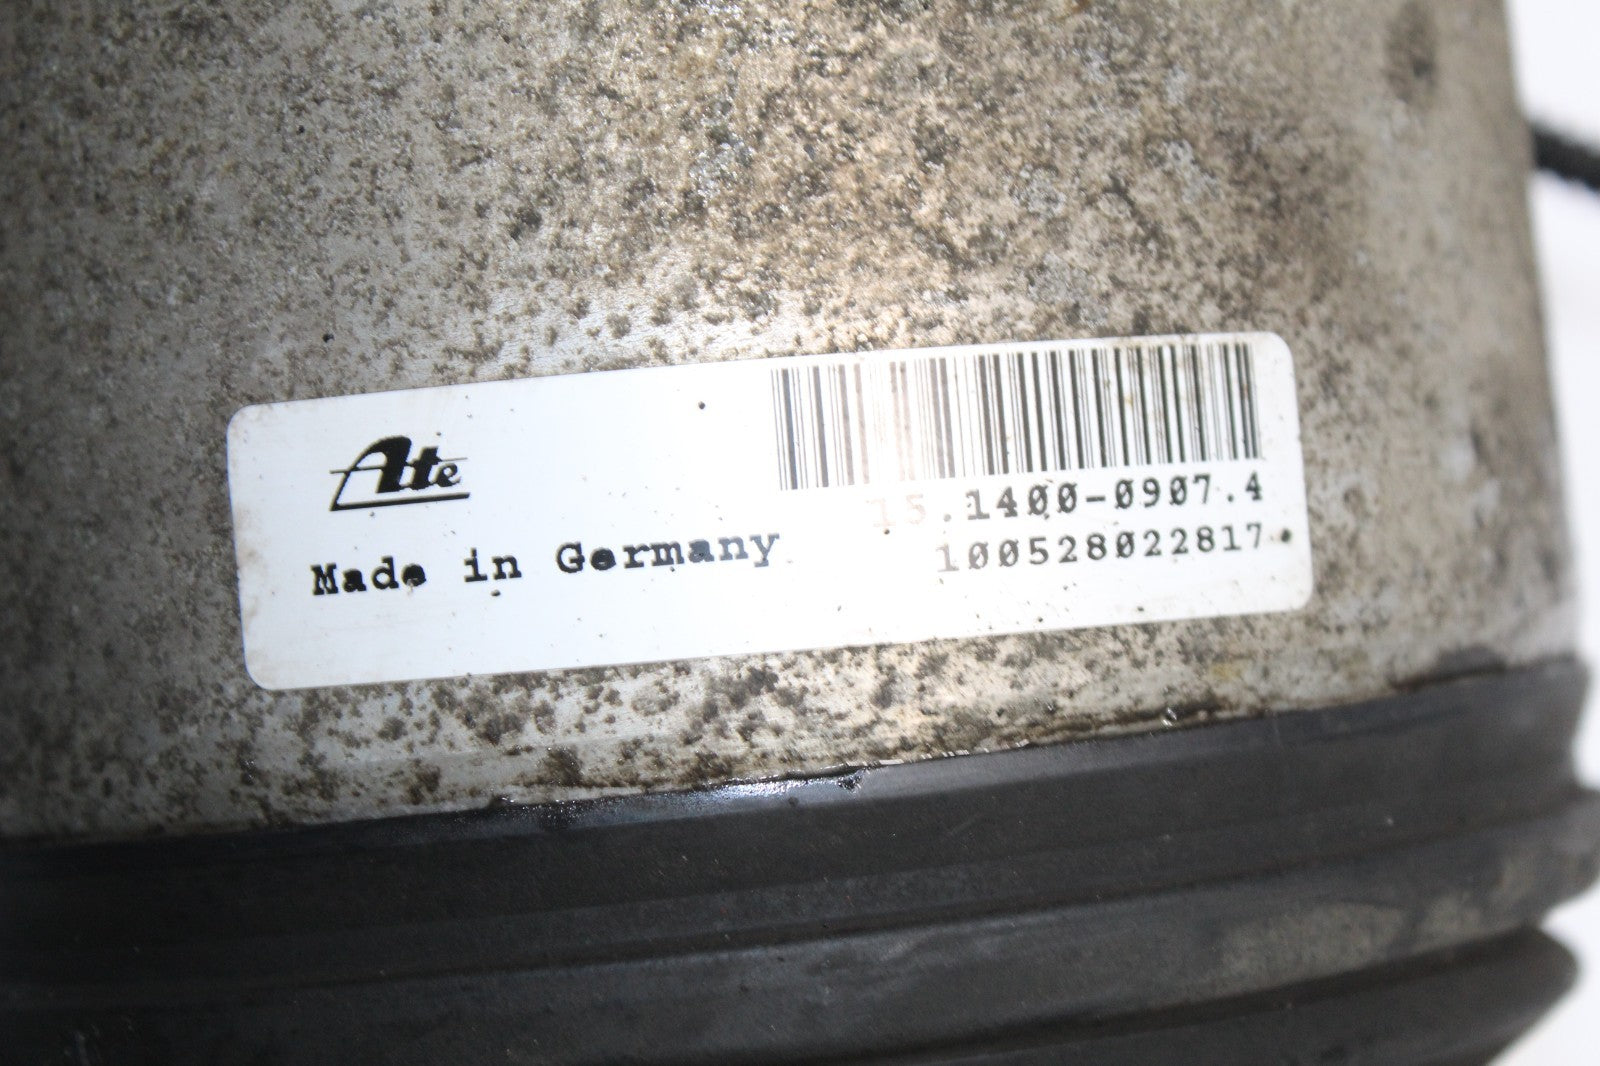 Ate
15.1400-0907.4
Made in Germany
100528022817